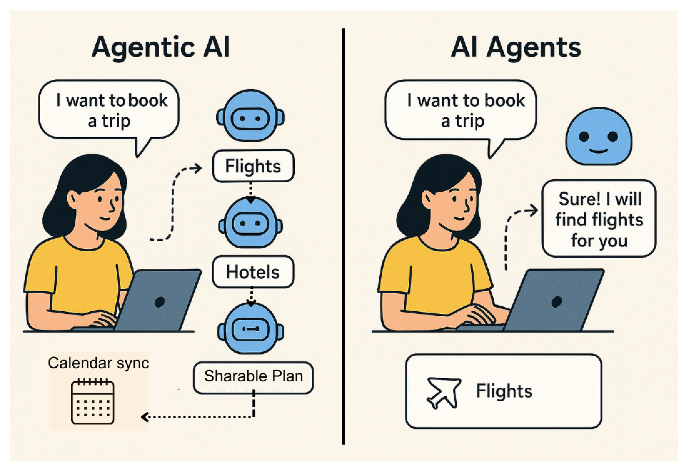 Agentic AI
I want to book
a trip
Flights
Hotels
Sharable Plan
Calendar sync
AI Agents
I want to book
a trip
Sure! I will
find flights
for you
Flights